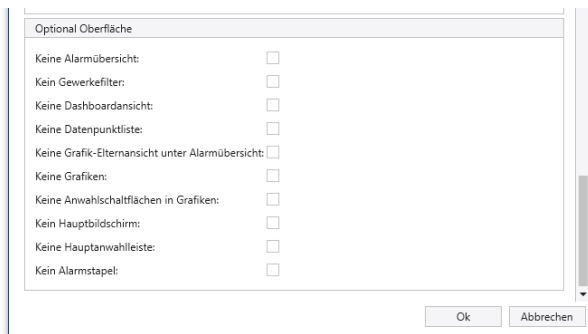 Optional Oberfläche
Keine Alarmübersicht:
Kein Gewerkefilter:
Keine Dashboardansicht:
Keine Datenpunktliste:
Keine Grafik-Elternansicht unter Alarmübersicht:
Keine Grafiken:
Keine Anwahlschaltflächen in Grafiken:
Kein Hauptbildschirm:
Keine Hauptanwahlleiste:
Kein Alarmstapel:
Ok Abbrechen